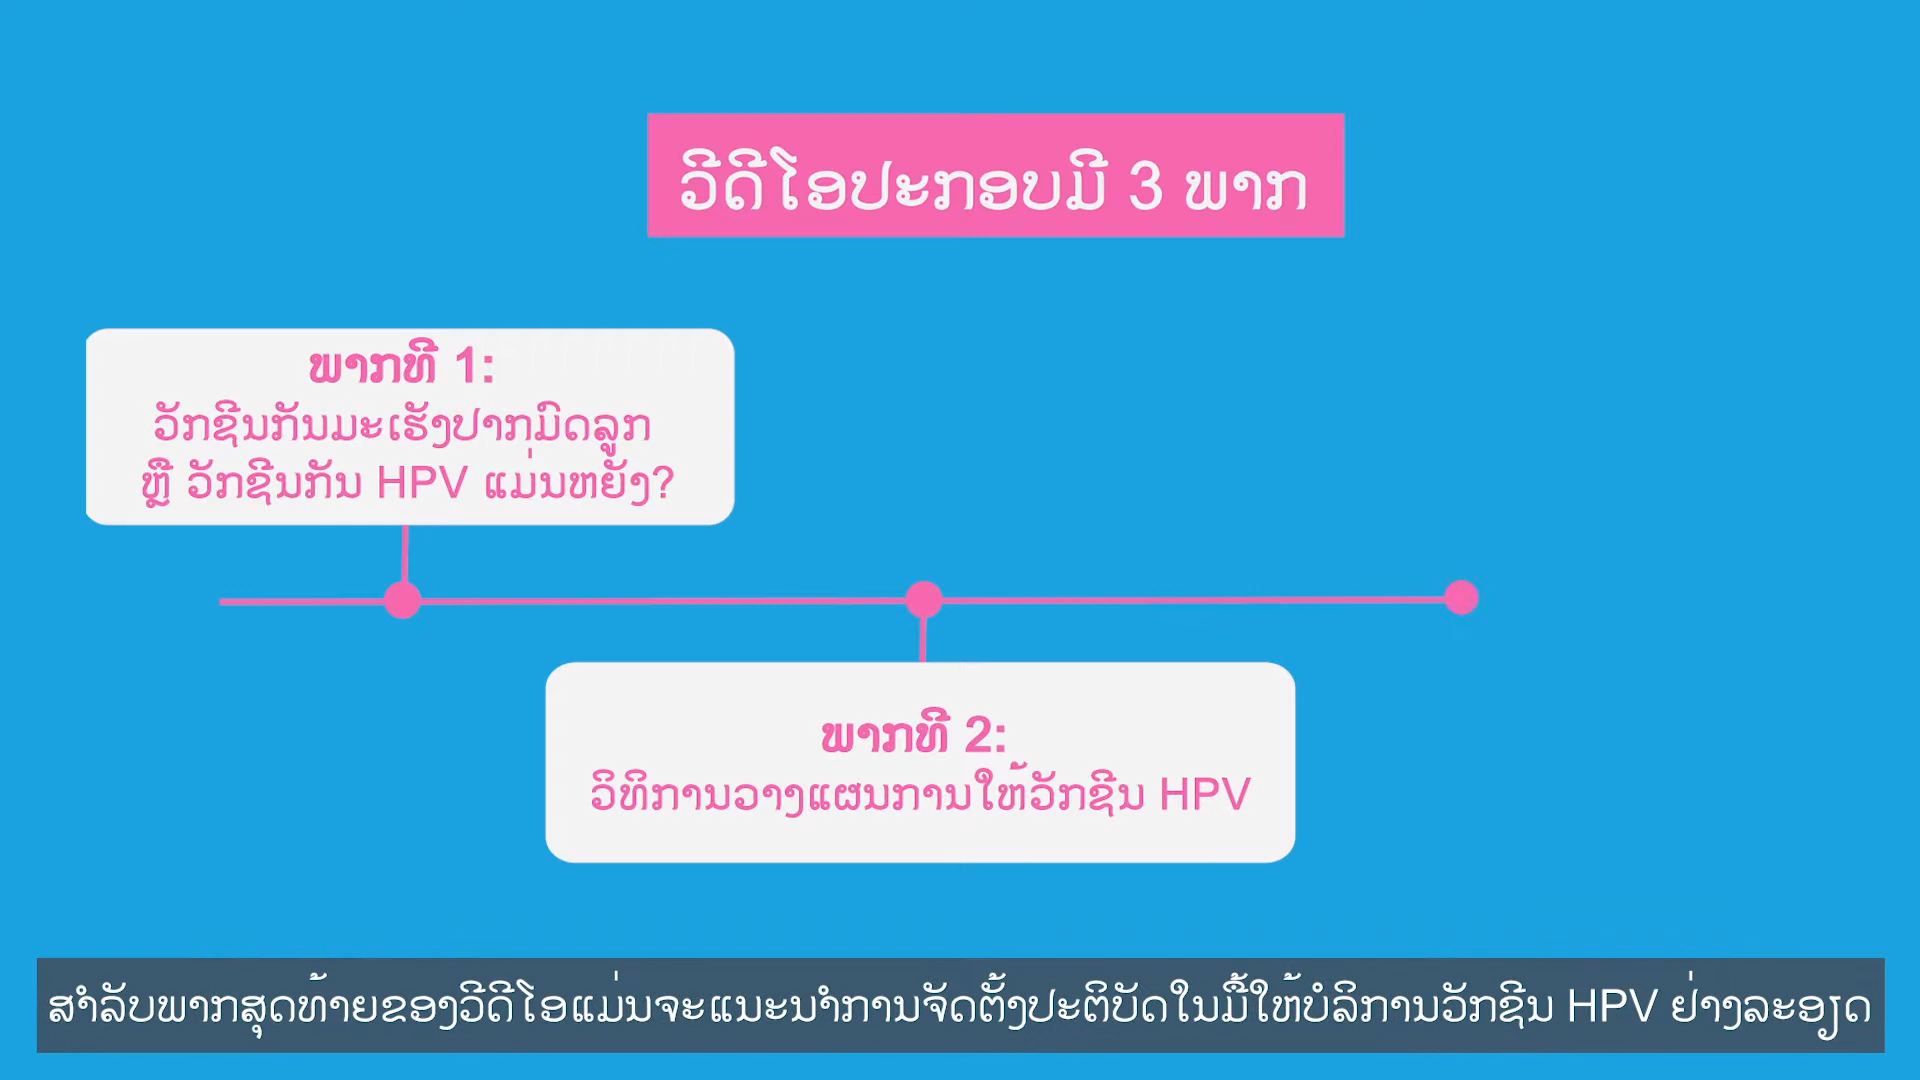 ວີດີໂອປະກອບມີ 3 ພາກ
ພາກທີ 1:
ວັກຊີນກັນມະເຮັງປາກມົດລູກ
ຫຼື ວັກຊີນກັນ HPV ແມ່ນຫຍັງ?
ພາກທີ 2:
ວິທີການວາງແຜນການໃຫ້ວັກຊີນ HPV
ສຳລັບພາກສຸດທ້າຍຂອງວີດີໂອແມ່ນຈະແນະນຳການຈັດຕັ້ງປະຕິບັດໃນມື້ໃຫ້ບໍລິການວັກຊີນ HPV ຢ່າງລະອຽດ